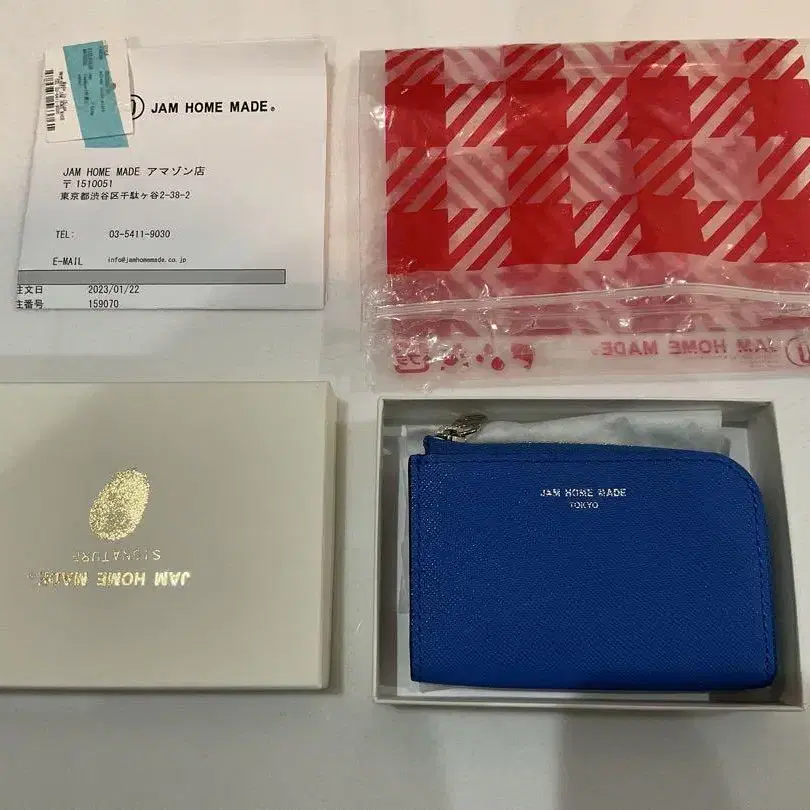 JAM HOME MADE®
JAM HOME MADE アマゾン店
〒1510051
東京都渋谷区千駄ヶ谷2-38-2
TEL: 03-5411-9030
E-MAIL info@jamhomemade.co.jp
注文日 2023/01/22
注番号 159070
JAM HOME MADE®
プラ
SIGNATURE
JAM HOME MADE®
JAM HOME MADE
TOKYO